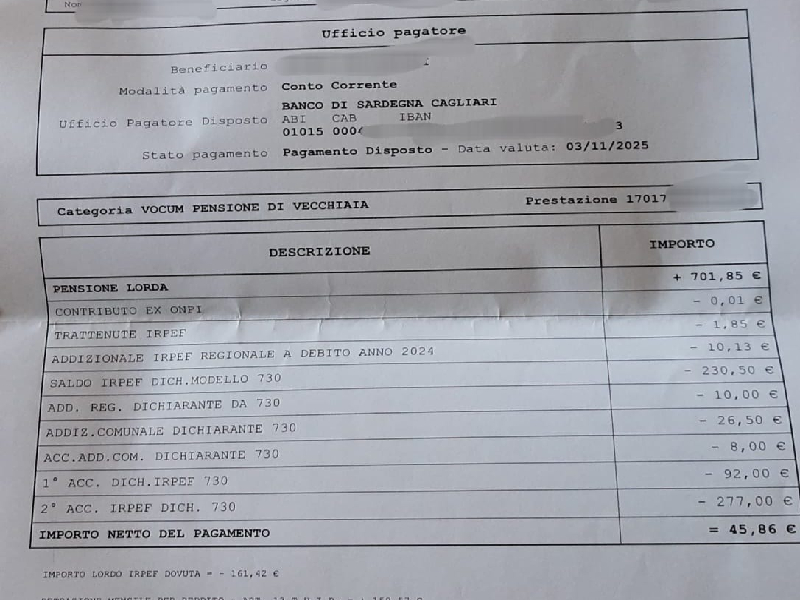 Ufficio pagatore
Beneficiario
Modalità pagamento Conto Corrente
BANCO DI SARDEGNA CAGLIARI
Ufficio Pagatore Disposto ABI CAB IBAN
01015 000 3
Stato pagamento Pagamento Disposto - Data valuta: 03/11/2025
Categoria VOCUM PENSIONE DI VECCHIAIA Prestazione 17017
DESCRIZIONE IMPORTO
PENSIONE LORDA + 701,85 €
CONTRIBUTO EX ONPI - 0,01 €
TRATTENUTE IRPEF - 1,85 €
ADDIZIONALE IRPEF REGIONALE A DEBITO ANNO 2024 - 10,13 €
SALDO IRPEF DICH.MODELLO 730 - 230,50 €
ADD. REG. DICHIARANTE DA 730 - 10,00 €
ADDIZ.COMUNALE DICHIARANTE 730 - 26,50 €
ACC.ADD.COM. DICHIARANTE 730 - 8,00 €
1° ACC. DICH.IRPEF 730 - 92,00 €
2° ACC. IRPEF DICH. 730 - 277,00 €
IMPORTO NETTO DEL PAGAMENTO = 45,86 €
IMPORTO LORDO IRPEF DOVUTA = - 161,42 €